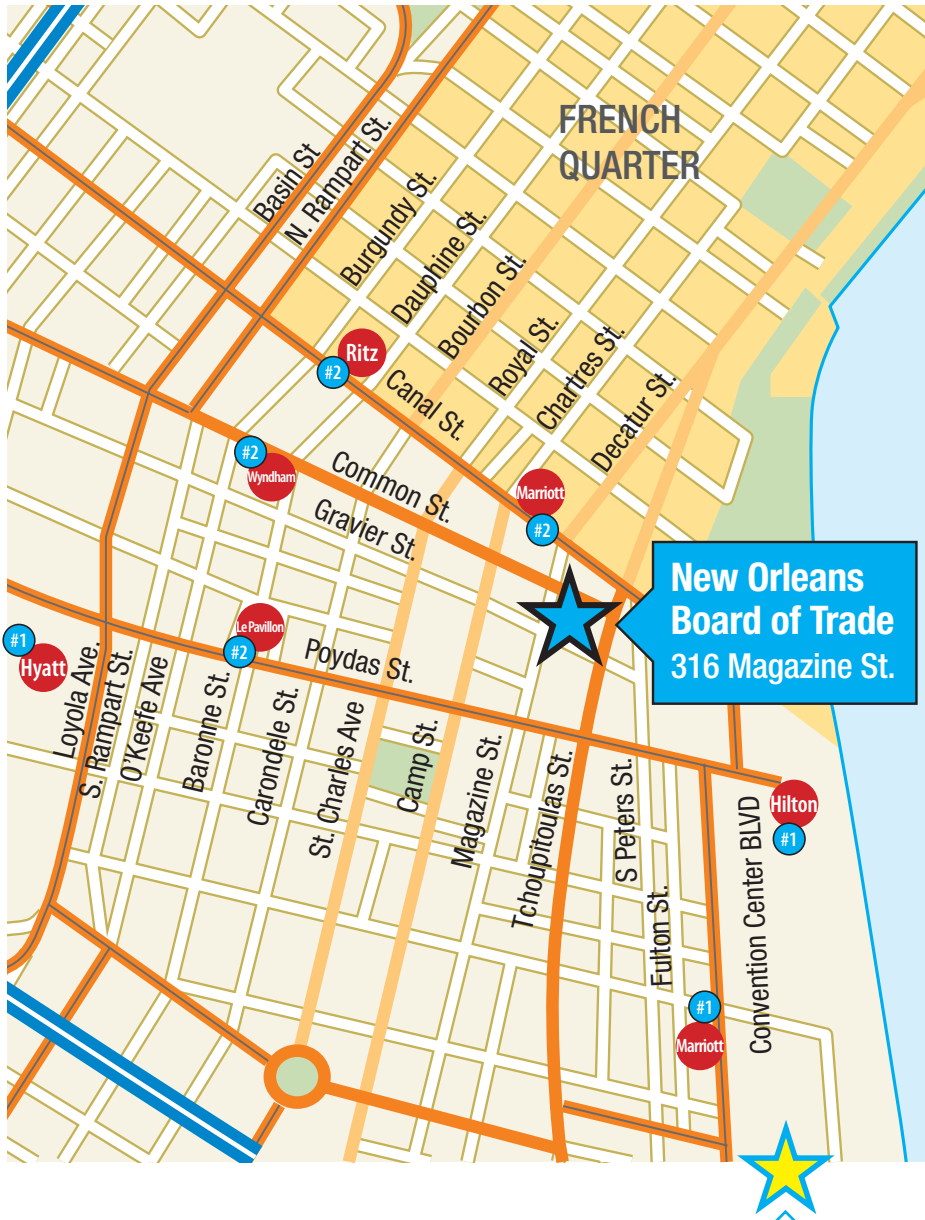 FRENCH
QUARTER
Basin St
N. Rampart St.
Burgundy St.
Dauphine St.
Bourbon St.
Royal St.
Chartres St.
Decatur St.
Ritz
#2
Canal St.
#2
Wyndham
Common St.
Gravier St.
Marriott
#2
New Orleans
Board of Trade
316 Magazine St.
#1
Hyatt
Le Pavillon
#2
Poydas St.
Loyola Ave.
S. Rampart St.
O'Keefe Ave
Baronne St.
Carondele St.
St. Charles Ave
Camp St.
Magazine St.
Tchoupitoulas St.
S Peters St.
Fulton St.
Convention Center BLVD
Hilton
#1
#1
Marriott